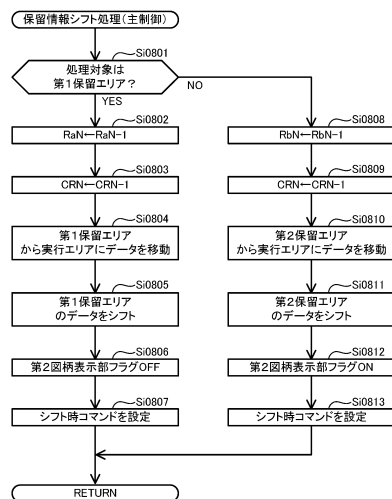 保留情報シフト処理(主制御)
Si0801
処理対象は
第1保留エリア?
NO
YES
Si0802
RaN←RaN-1
Si0803
CRN←CRN-1
Si0804
第1保留エリア
から実行エリアにデータを移動
Si0805
第1保留エリア
のデータをシフト
Si0806
第2図柄表示部フラグOFF
Si0807
シフト時コマンドを設定
Si0808
RbN←RbN-1
Si0809
CRN←CRN-1
Si0810
第2保留エリア
から実行エリアにデータを移動
Si0811
第2保留エリア
のデータをシフト
Si0812
第2図柄表示部フラグON
Si0813
シフト時コマンドを設定
RETURN